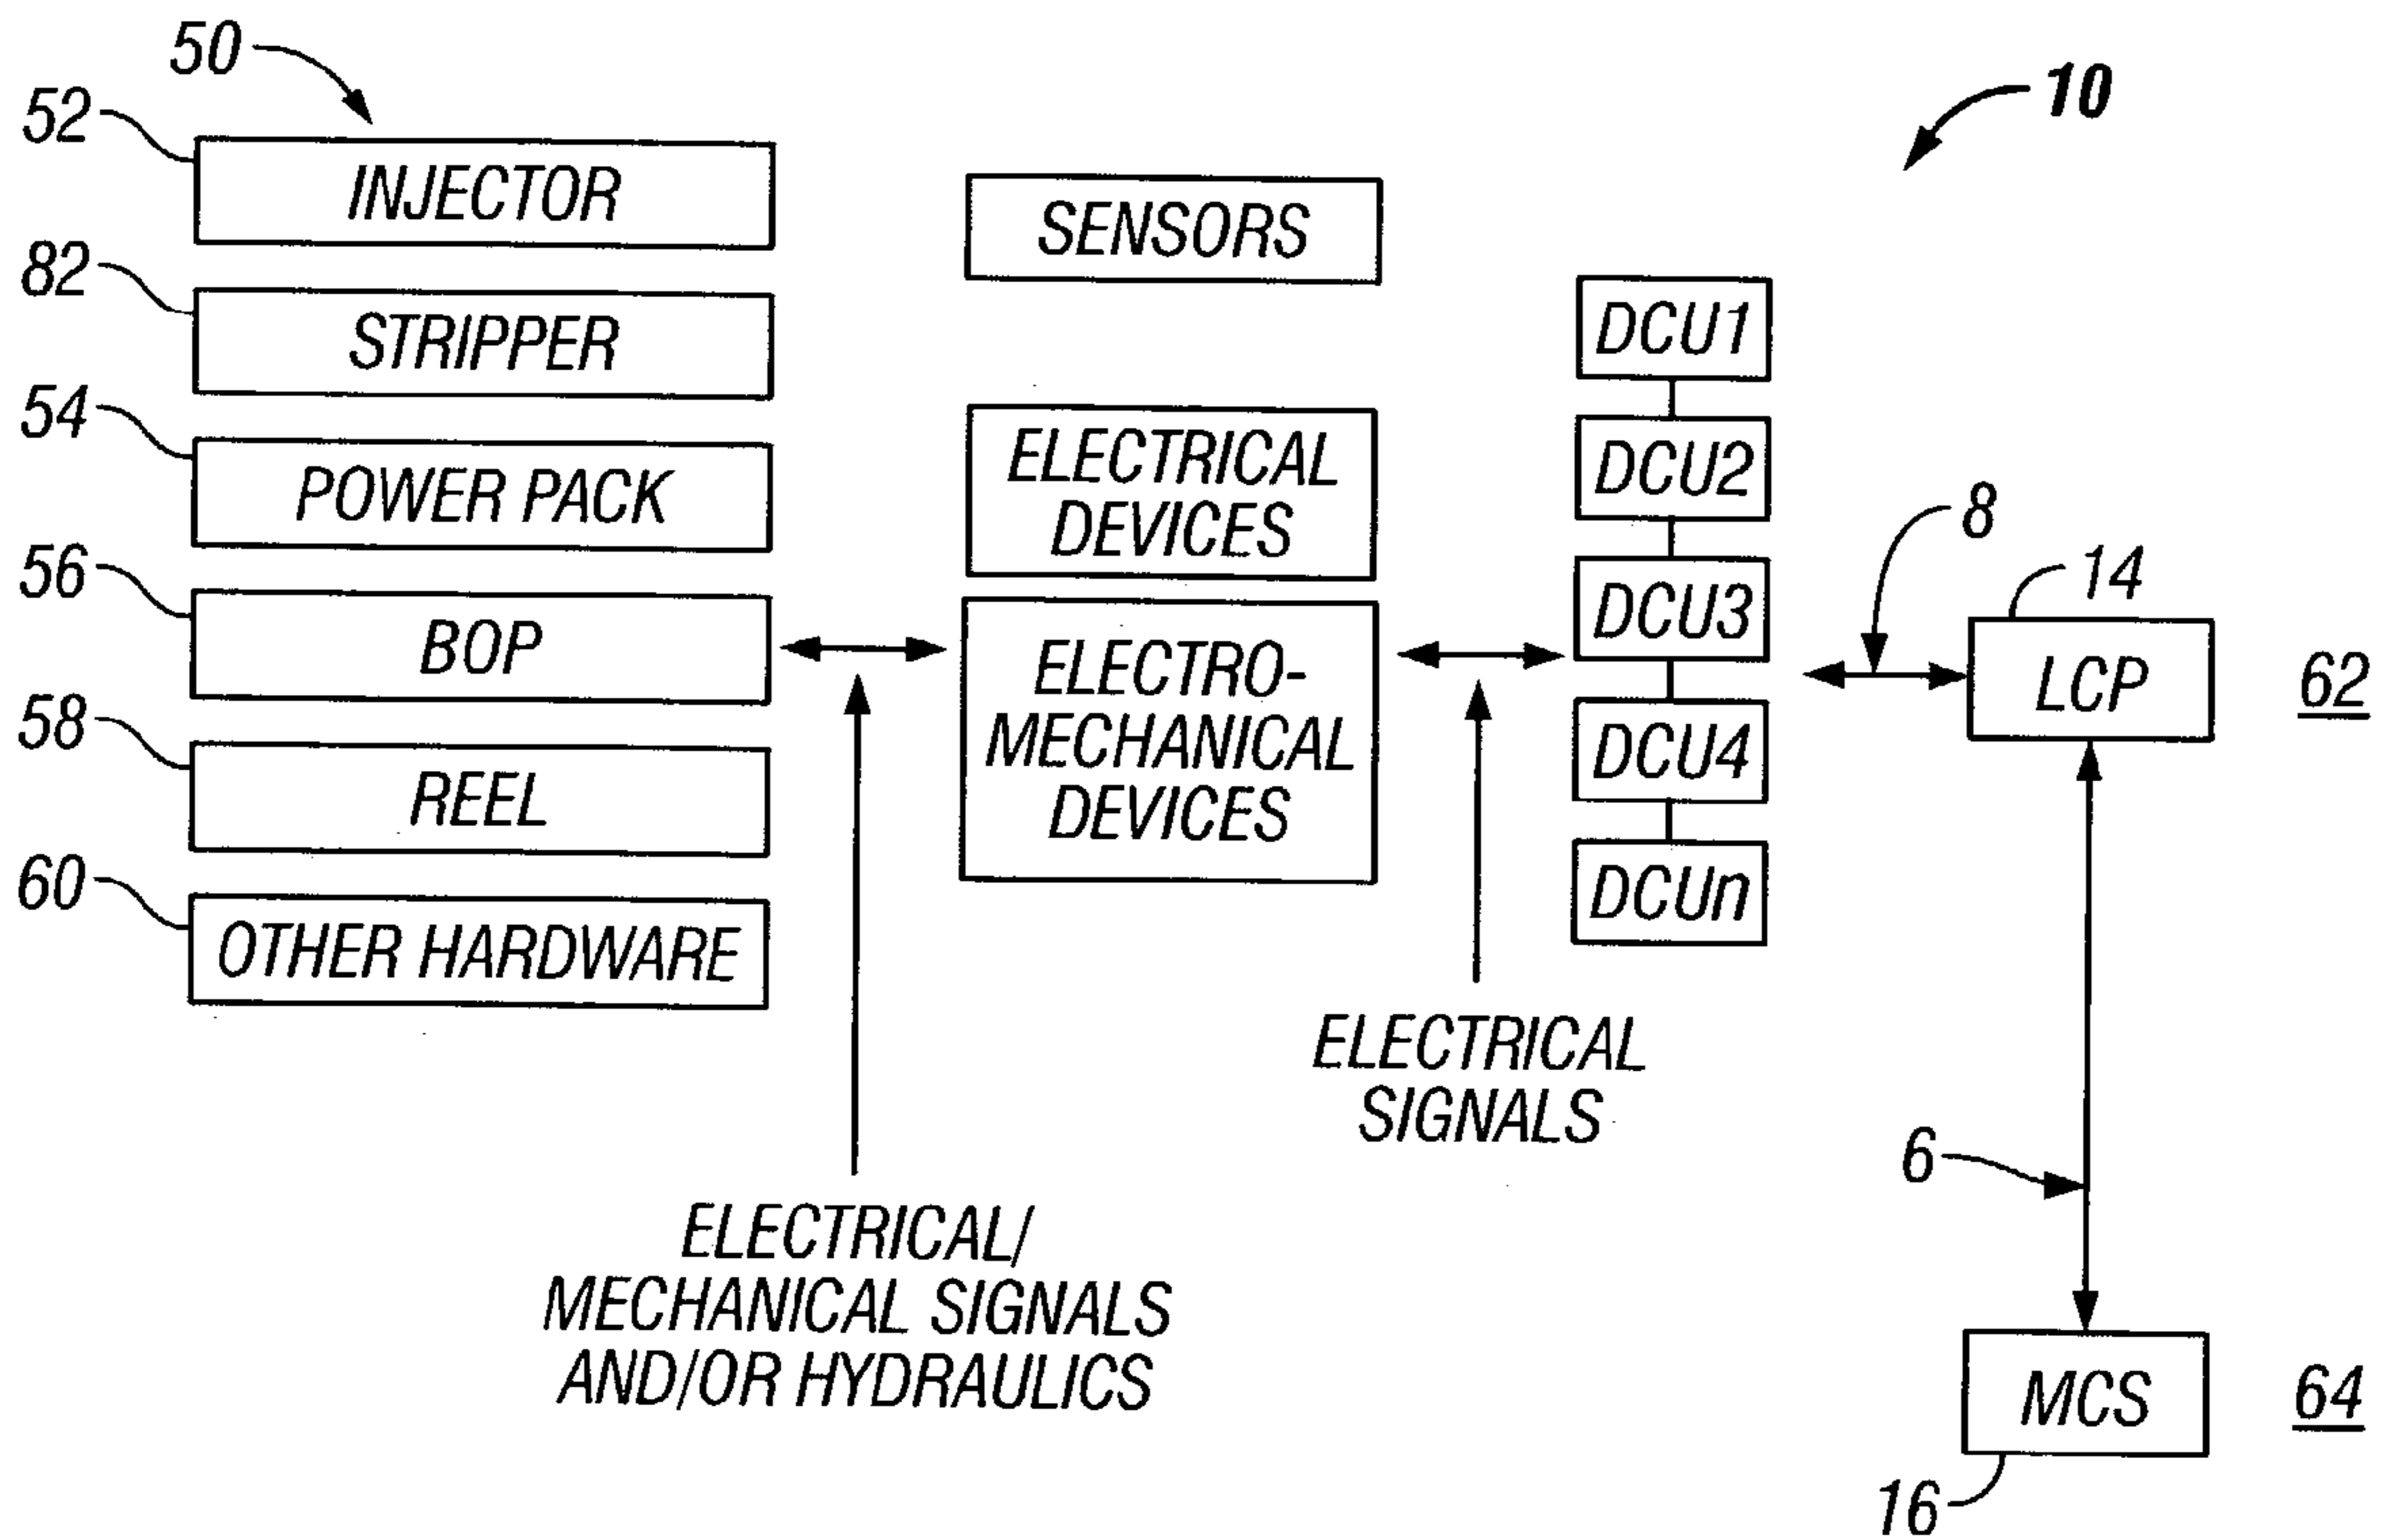 50
10
52
INJECTOR
82
STRIPPER
54
POWER PACK
56
BOP
58
REEL
60
OTHER HARDWARE
SENSORS
ELECTRICAL
DEVICES
ELECTRO-
MECHANICAL
DEVICES
DCU1
DCU2
DCU3
DCU4
DCUn
8
14
LCP
62
ELECTRICAL
SIGNALS
ELECTRICAL/
MECHANICAL SIGNALS
AND/OR HYDRAULICS
6
MCS
64
16